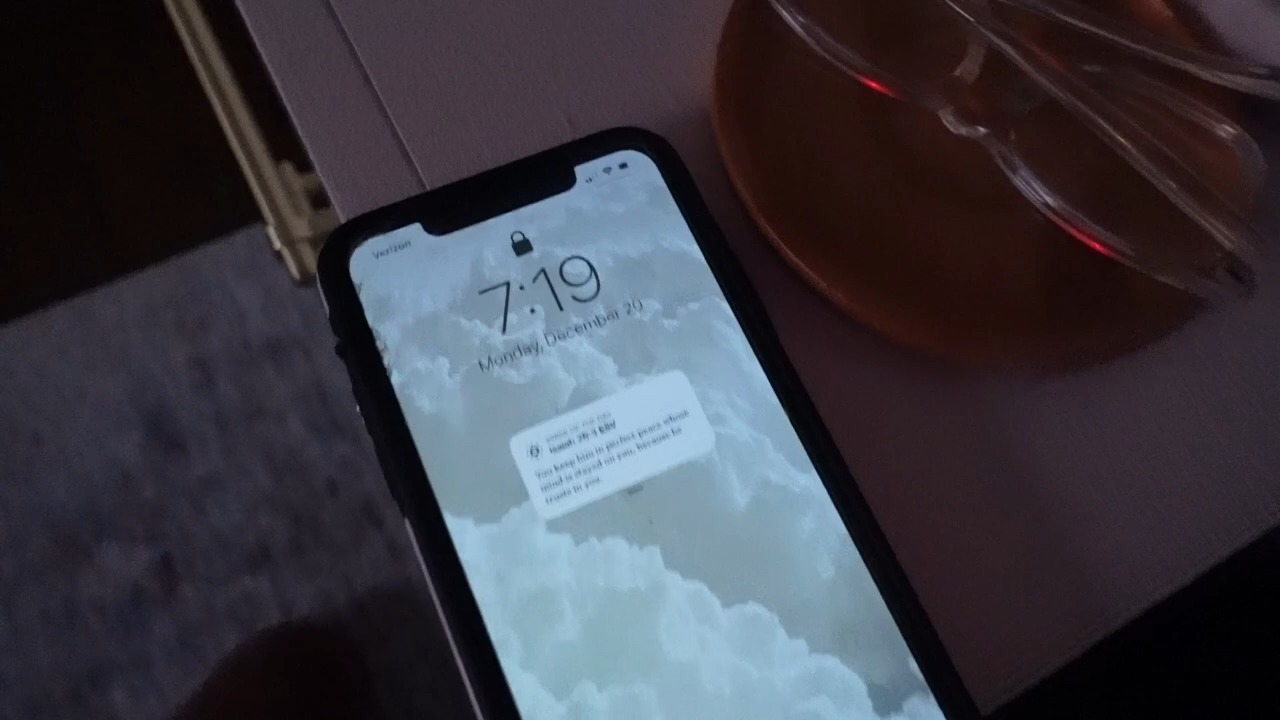 Verizon
7:19
Monday, December 20
VERSE OF THE DAY
Isaiah 26:3 ESV
You keep him in perfect peace whose
mind is stayed on you, because he
trusts in you.